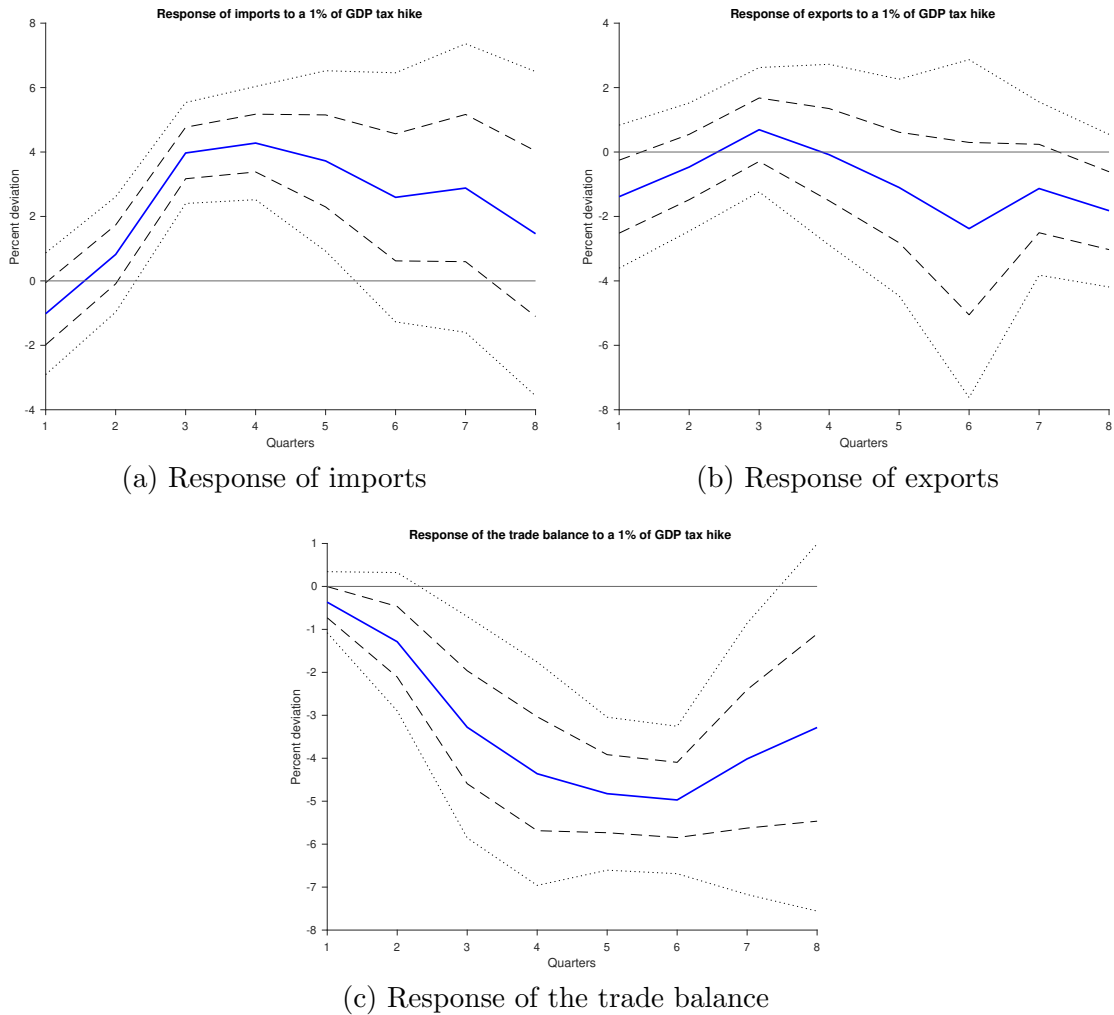 Response of imports to a 1% of GDP tax hike
8
6
4
2
0
-2
-4
Percent deviation
1 2 3 4 5 6 7 8
Quarters
(a) Response of imports
Response of exports to a 1% of GDP tax hike
4
2
0
-2
-4
-6
-8
Percent deviation
1 2 3 4 5 6 7 8
Quarters
(b) Response of exports
Response of the trade balance to a 1% of GDP tax hike
1
0
-1
-2
-3
-4
-5
-6
-7
-8
Percent deviation
1 2 3 4 5 6 7 8
Quarters
(c) Response of the trade balance